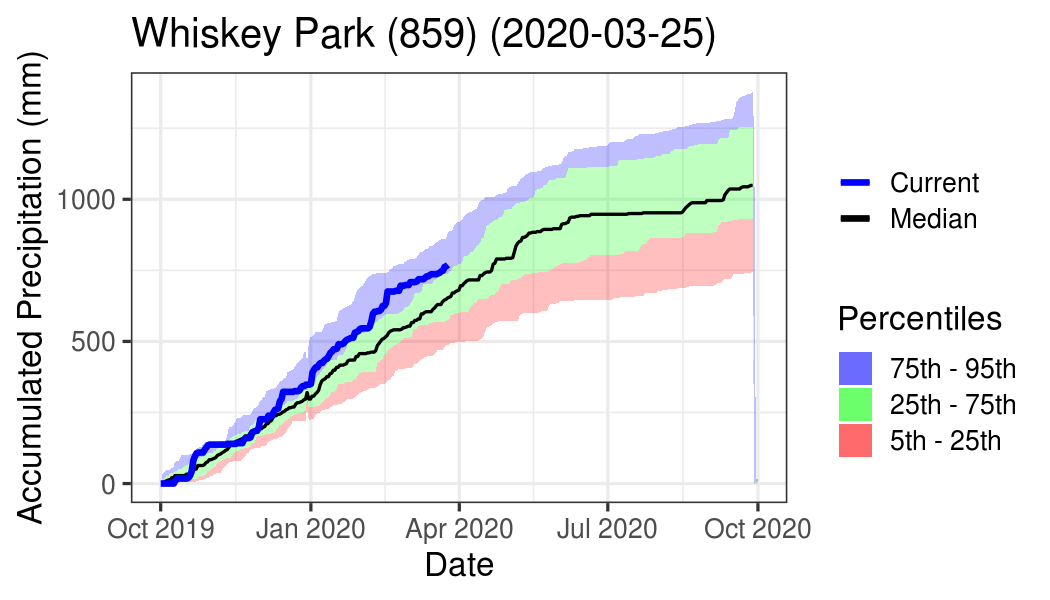 Whiskey Park (859) (2020-03-25)
Accumulated Precipitation (mm)
1000
500
0
Oct 2019 Jan 2020 Apr 2020 Jul 2020 Oct 2020
Date
Current
Median
Percentiles
75th - 95th
25th - 75th
5th - 25th